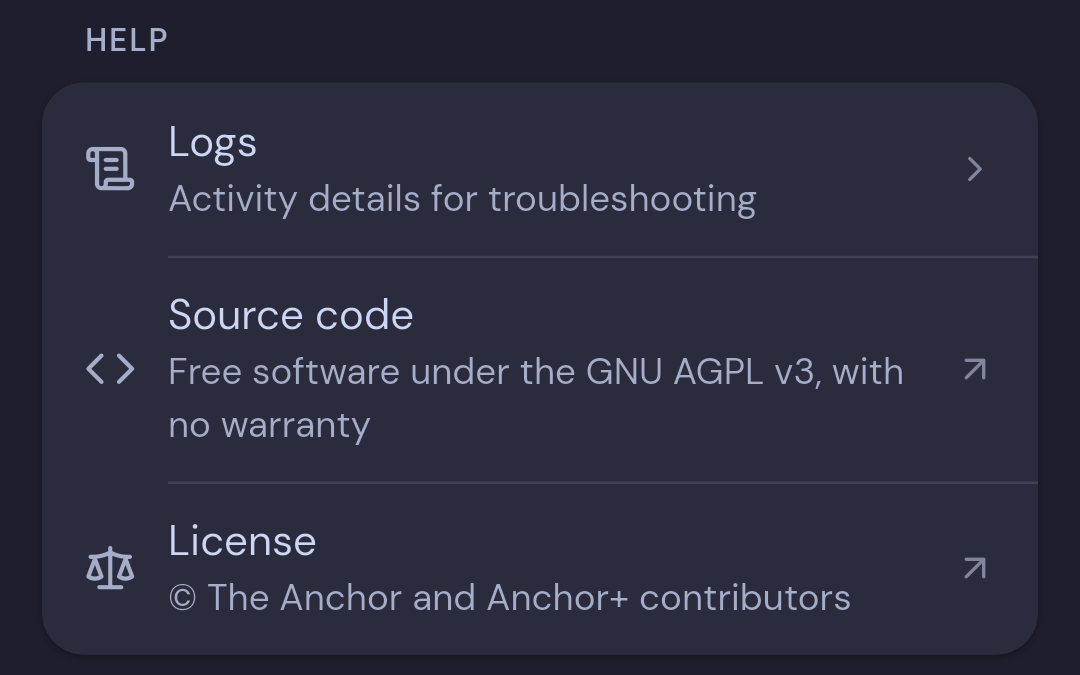 HELP
Logs
Activity details for troubleshooting
Source code
Free software under the GNU AGPL v3, with
no warranty
License
© The Anchor and Anchor+ contributors